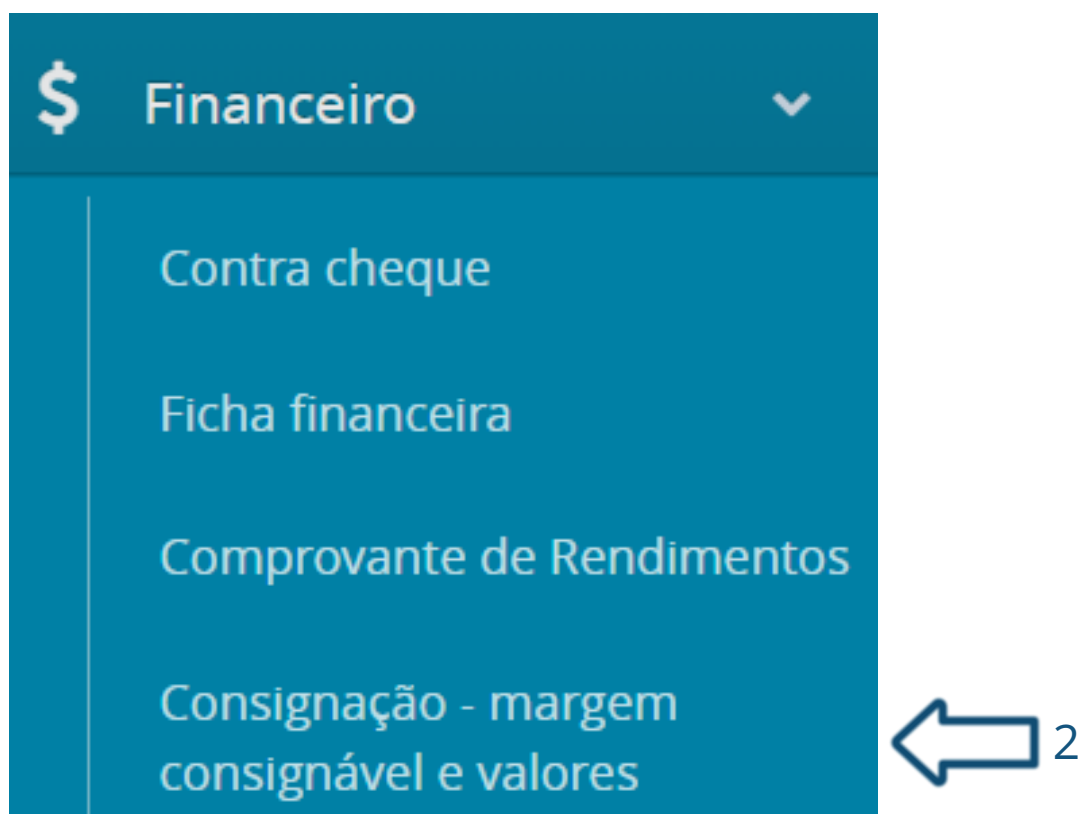 $ Financeiro
Contra cheque
Ficha financeira
Comprovante de Rendimentos
Consignação - margem
consignável e valores
2